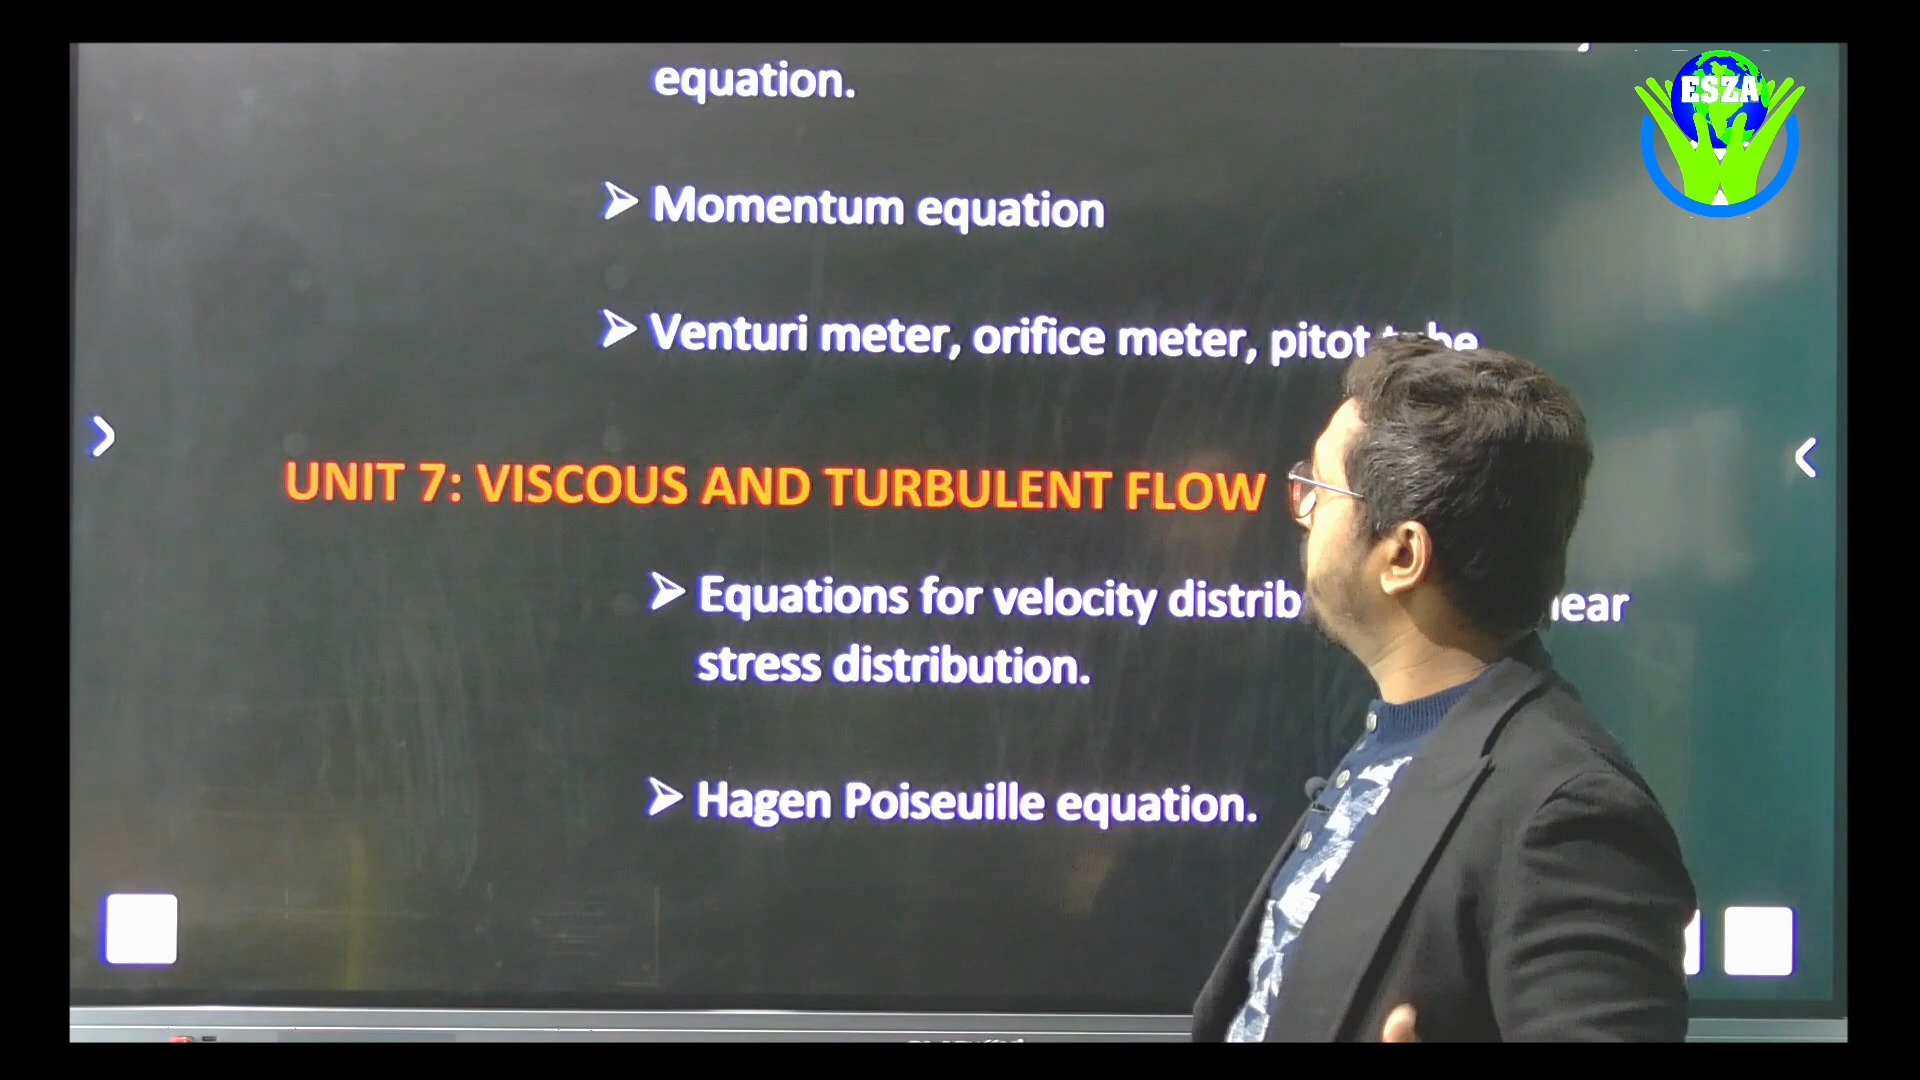 equation.
ESZA
➢ Momentum equation
➢ Venturi meter, orifice meter, pitot
UNIT 7: VISCOUS AND TURBULENT FLOW
➢ Equations for velocity
stress distribution.
➢ Hagen Poiseuille equation.